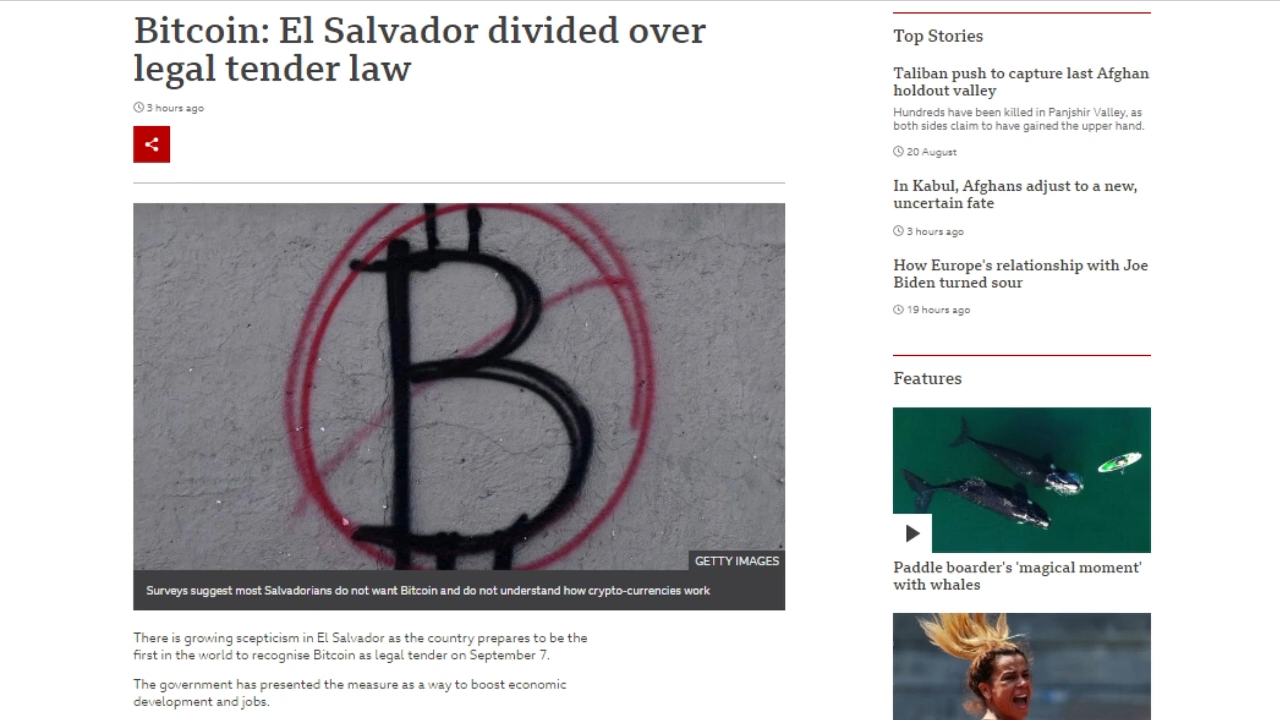 Bitcoin: El Salvador divided over
legal tender law
3 hours ago
GETTY IMAGES
Surveys suggest most Salvadorians do not want Bitcoin and do not understand how crypto-currencies work
There is growing scepticism in El Salvador as the country prepares to be the
first in the world to recognise Bitcoin as legal tender on September 7.
The government has presented the measure as a way to boost economic
development and jobs.
Top Stories
Taliban push to capture last Afghan
holdout valley
Hundreds have been killed in Panjshir Valley, as
both sides claim to have gained the upper hand.
20 August
In Kabul, Afghans adjust to a new,
uncertain fate
3 hours ago
How Europe's relationship with Joe
Biden turned sour
19 hours ago
Features
Paddle boarder's 'magical moment'
with whales